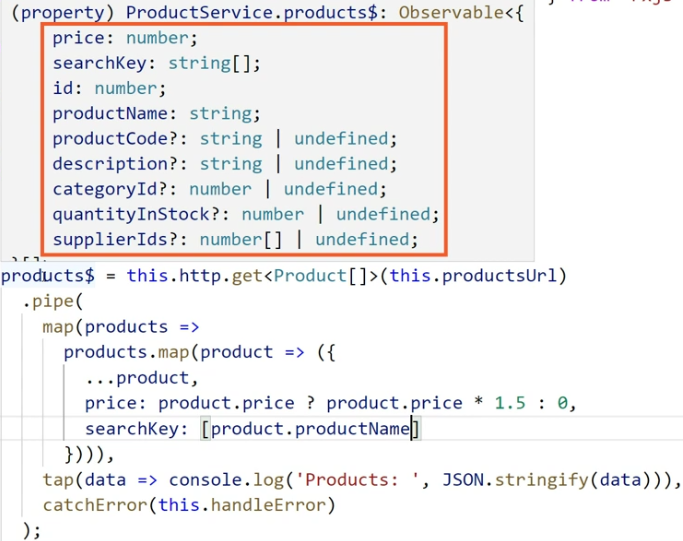 (property) ProductService.products$: Observable<{
    price: number;
    searchKey: string[];
    id: number;
    productName: string;
    productCode?: string | undefined;
    description?: string | undefined;
    categoryId?: number | undefined;
    quantityInStock?: number | undefined;
    supplierIds?: number[] | undefined;
products$ = this.http.get<Product[]>(this.productsUrl)
  .pipe(
    map(products =>
      products.map(product => ({
        ...product,
        price: product.price ? product.price * 1.5 : 0,
        searchKey: [product.productName]
      }))),
    tap(data => console.log('Products: ', JSON.stringify(data))),
    catchError(this.handleError)
  );